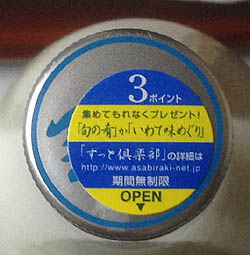 3
ポイント
集めてもれなくプレゼント!
「旬の肴」か「いわて味めぐり」
「ずっと倶楽部」の詳細は
http://www.asabiraki-net.jp
期間無制限
OPEN